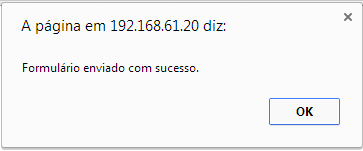 A página em 192.168.61.20 diz:
Formulário enviado com sucesso.
OK